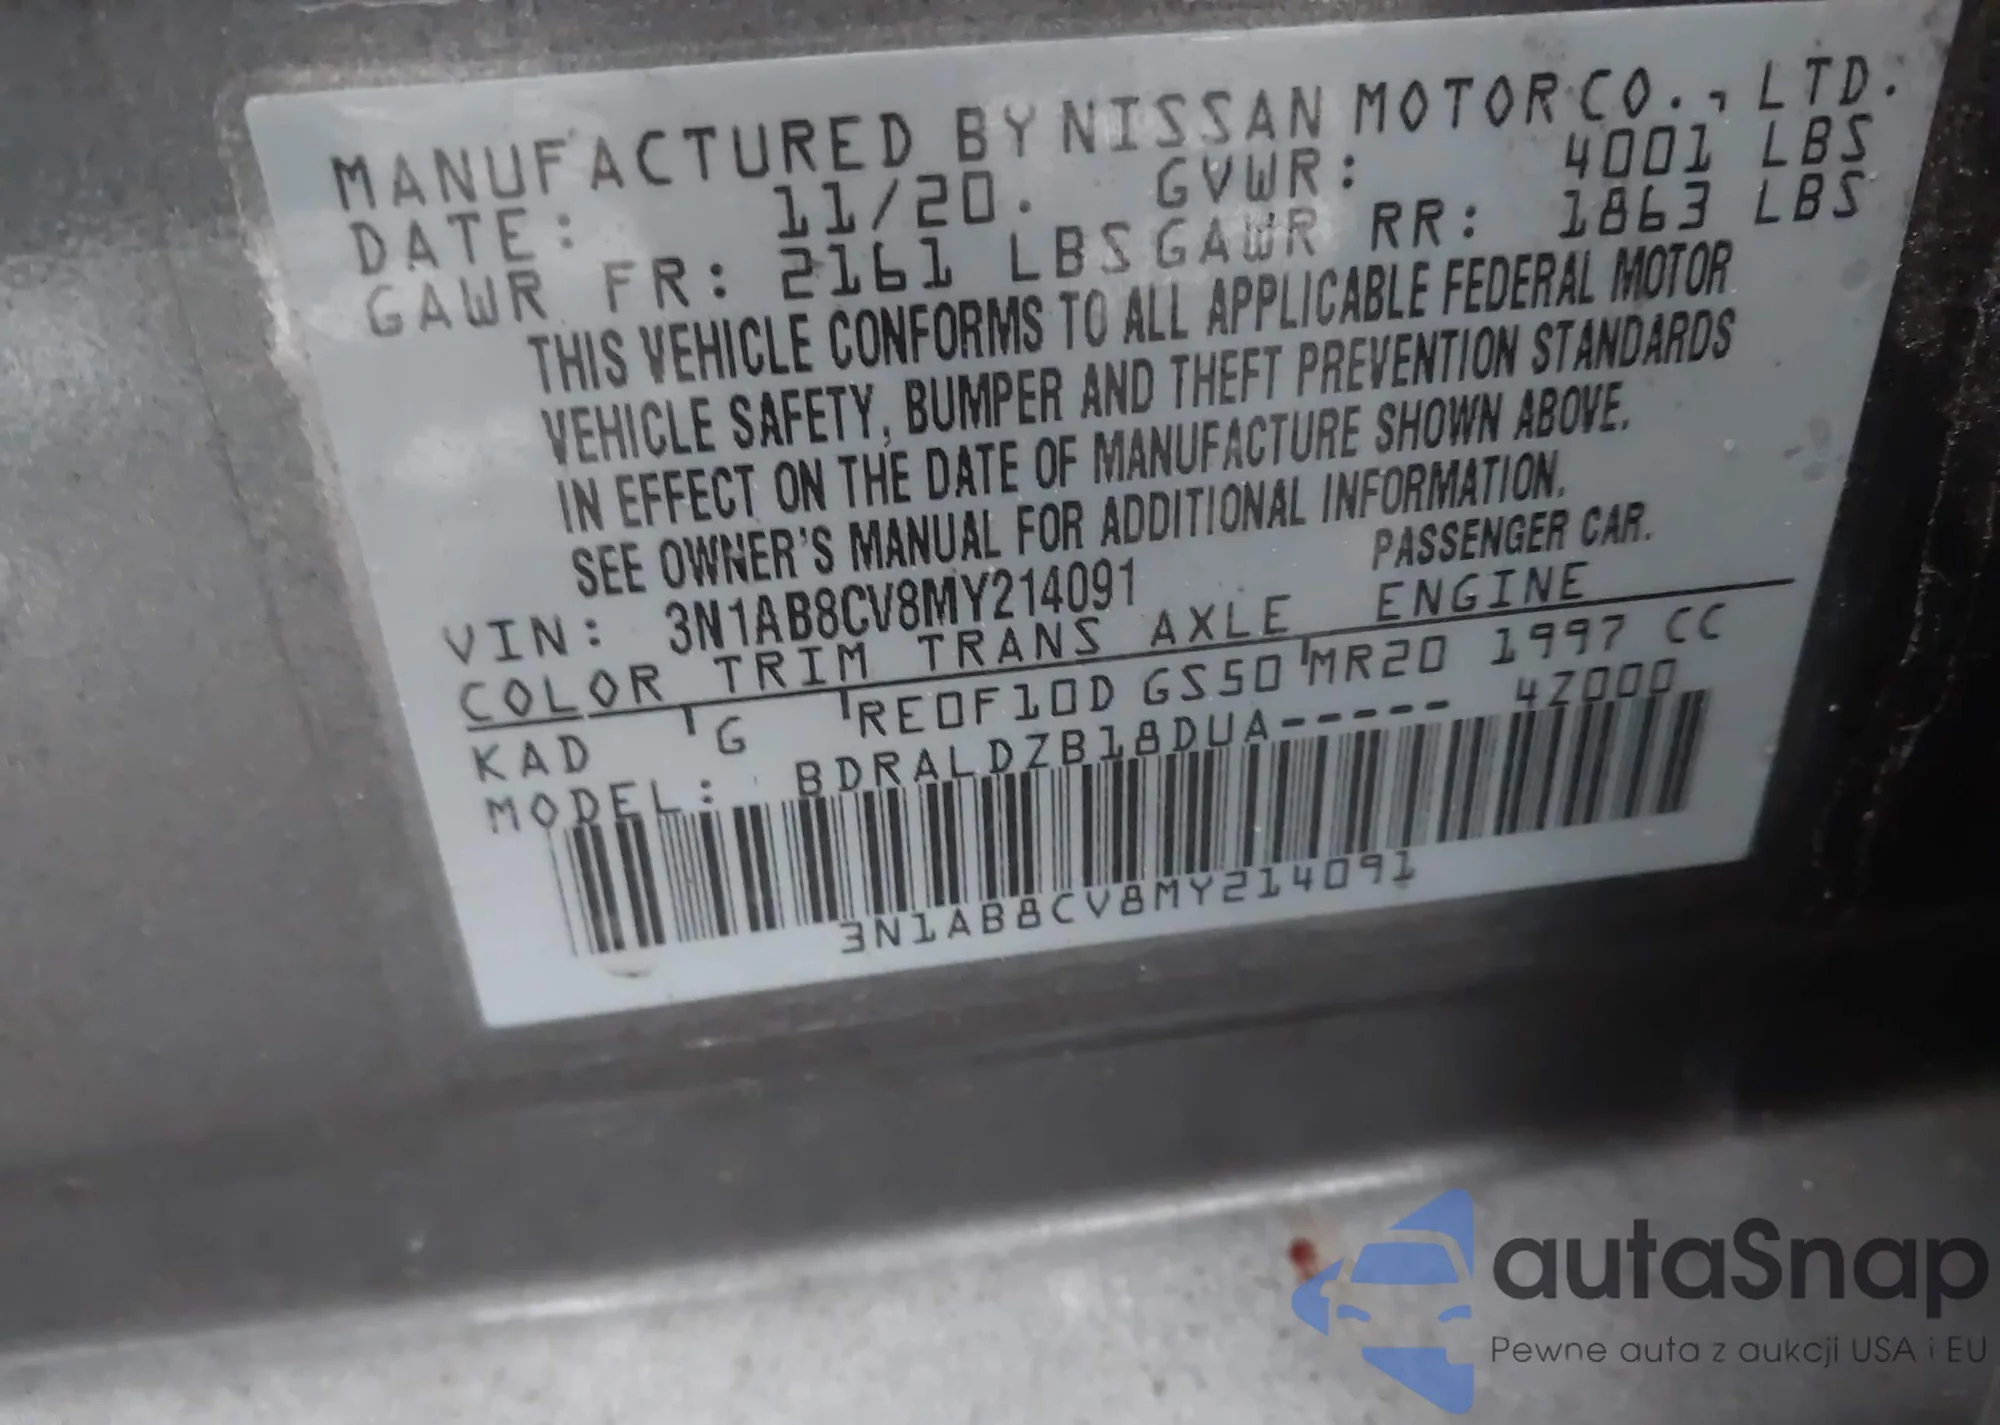 MANUFACTURED BY NISSAN MOTOR CO., LTD.
DATE: 11/20. GVWR: 4001 LBS
GAWR FR: 2161 LBS GAWR RR: 1863 LBS
THIS VEHICLE CONFORMS TO ALL APPLICABLE FEDERAL MOTOR
VEHICLE SAFETY, BUMPER AND THEFT PREVENTION STANDARDS
IN EFFECT ON THE DATE OF MANUFACTURE SHOWN ABOVE.
SEE OWNER'S MANUAL FOR ADDITIONAL INFORMATION.
VIN: 3N1AB8CV8MY214091 PASSENGER CAR.
COLOR TRIM TRANS AXLE ENGINE
KAD G RE0F10D GS50 MR20 1997 CC
MODEL: BDRALDZB18DUA----- 4Z000
3N1AB8CV8MY214091
autaSnap
Pewne auta z aukcji USA i EU